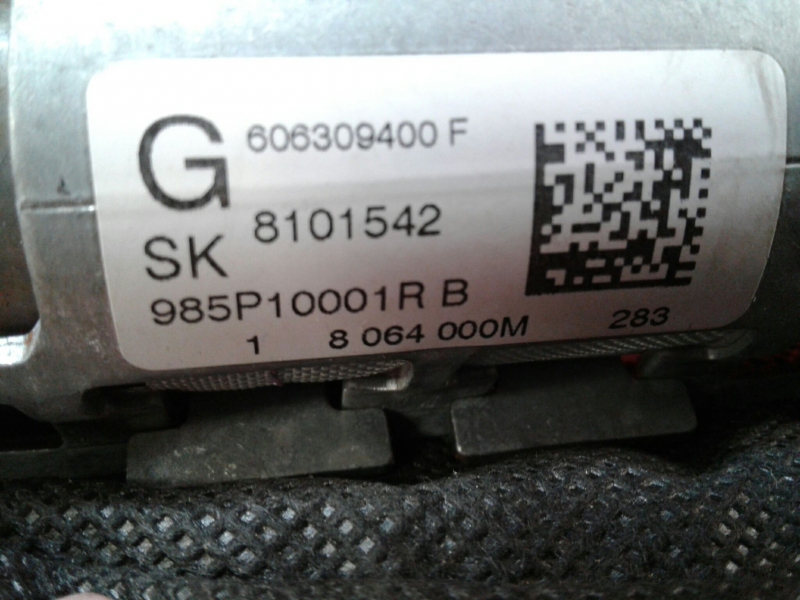 G 606309400 F
SK 8101542
985P10001R B
1 8 064 000M 283